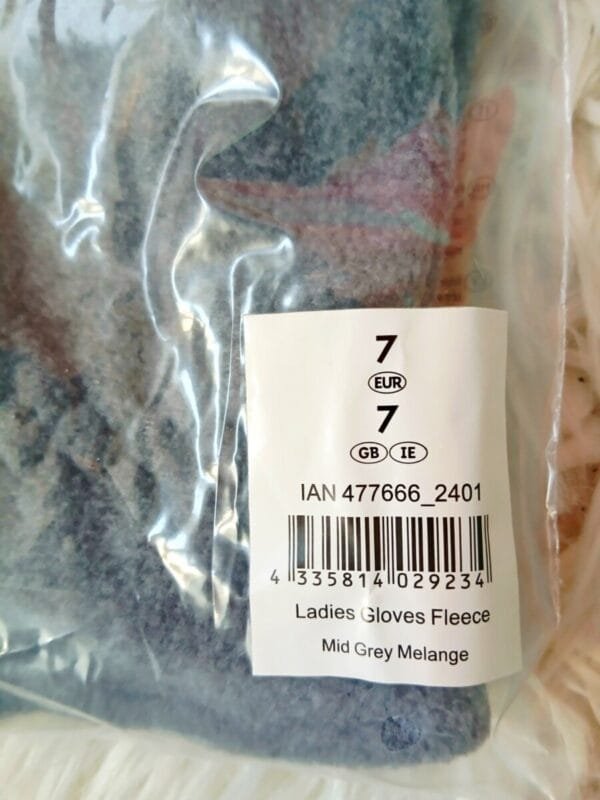 7
EUR
7
GB IE
IAN 477666_2401
4 335814 029234
Ladies Gloves Fleece
Mid Grey Melange